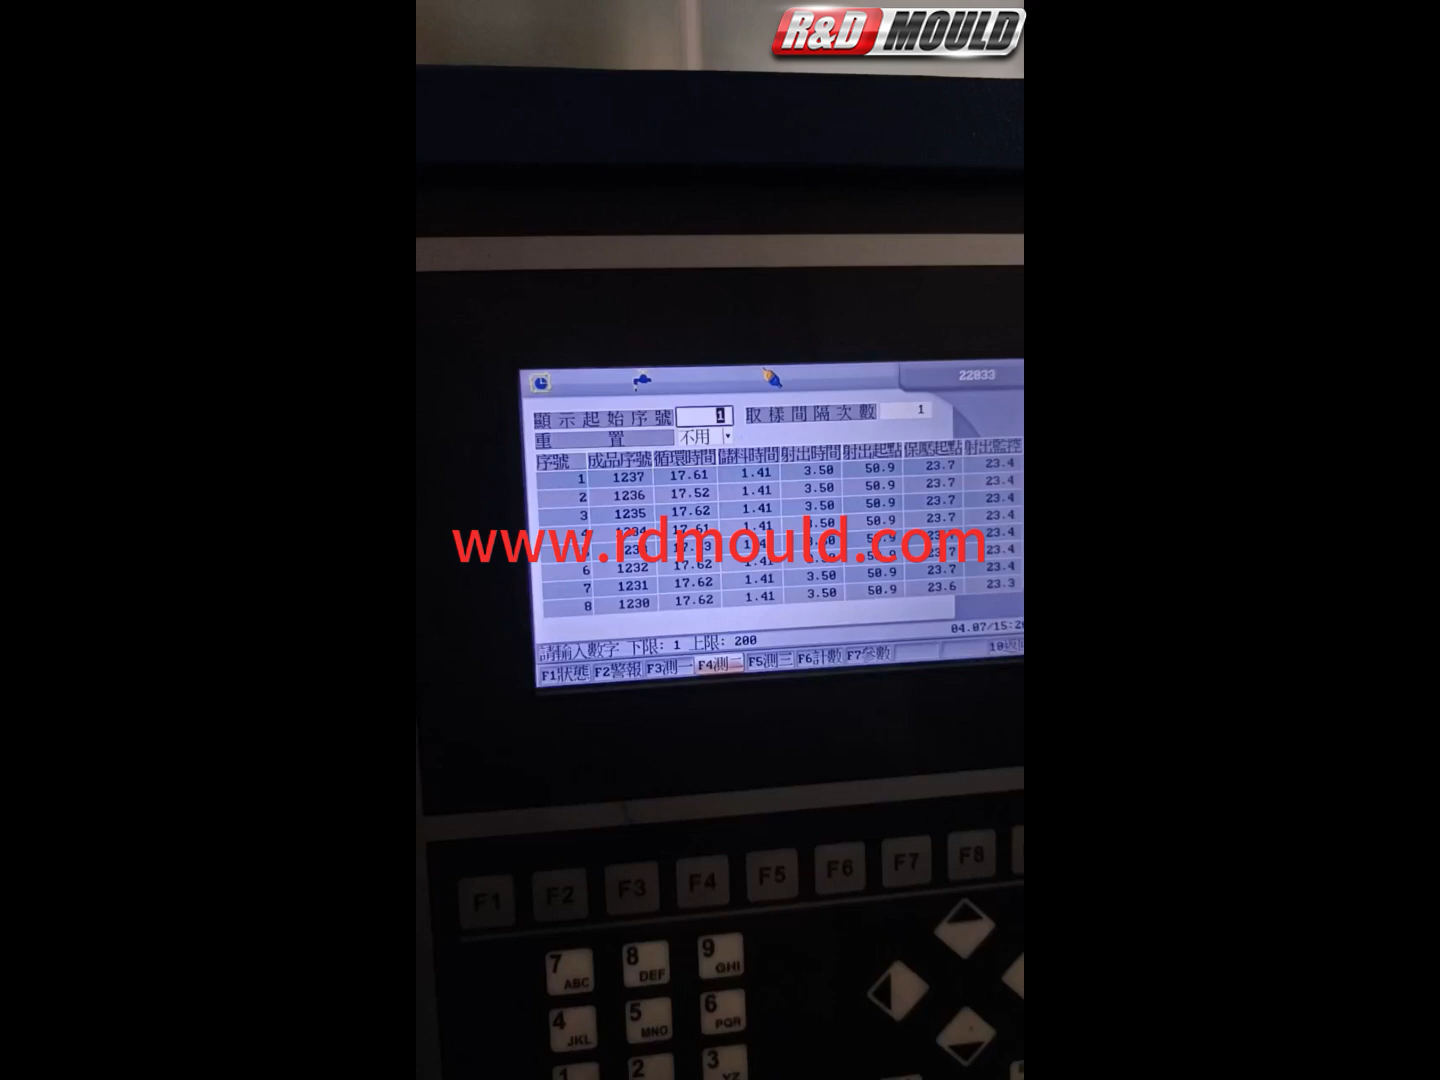 R&D MOULD
22833
顯示起始序號 1 取樣間隔次數 1
重置 不用
序號 成品序號 循環時間 儲料時間 射出時間 射出起點 保壓起點 射出監控
1 1237 17.61 1.41 3.50 50.9 23.7 23.4
2 1236 17.52 1.41 3.50 50.9 23.7 23.4
3 1235 17.62 1.41 3.50 50.9 23.7 23.4
4 1234 17.61 1.41 3.50 50.9 23.7 23.4
www.rdmould.com
23.4
6 1232 17.62 1.41 3.50 50.9 23.7 23.4
7 1231 17.62 1.41 3.50 50.9 23.6 23.3
8 1230 17.62 1.41
04.07/15:2
請輸入數字 下限: 1 上限: 200
F1狀態 F2警報 F3測一 F4測二 F5測三 F6計數 F7參數
F1 F2 F3 F4 F5 F6 F7 F8
7 ABC 8 DEF 9 GHI
4 JKL 5 MNO 6 PQR
1 2 3 YZ